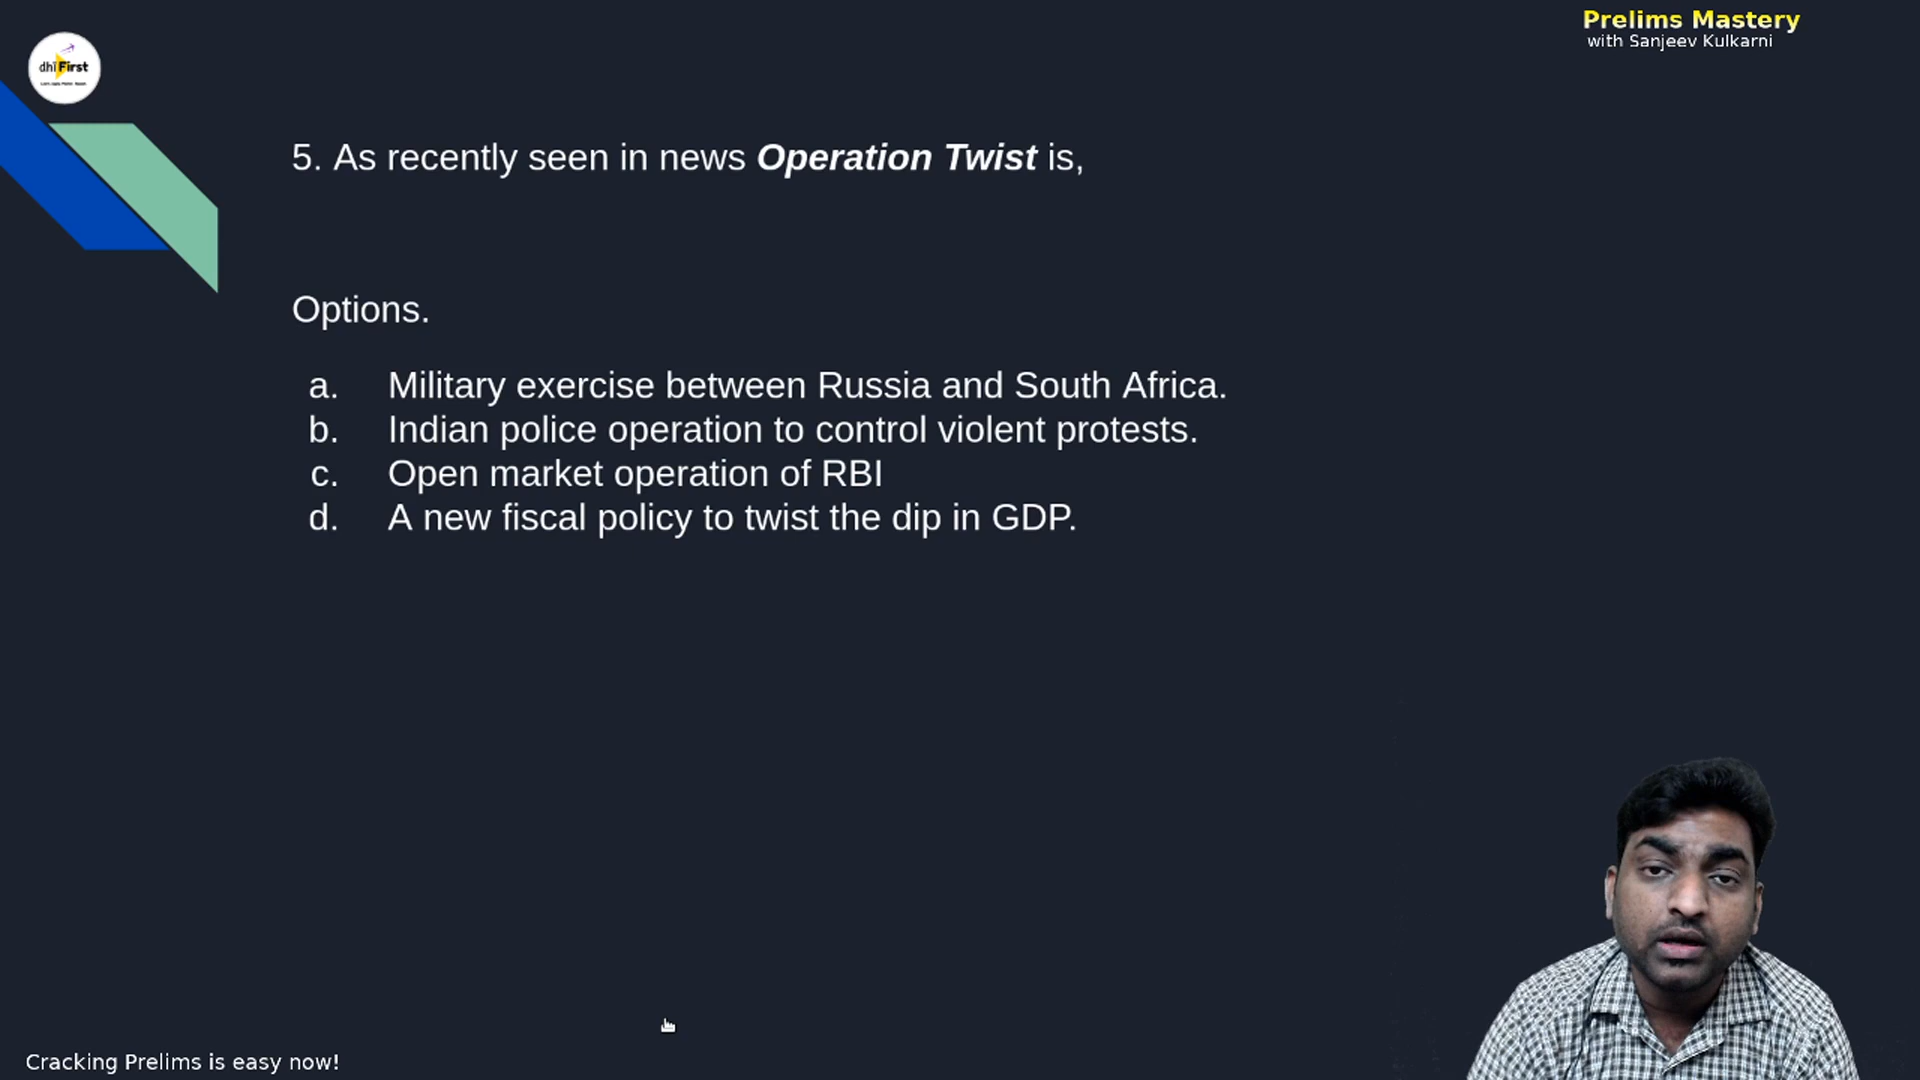 Prelims Mastery
with Sanjeev Kulkarni
dhiFirst
5. As recently seen in news Operation Twist is,
Options.
a. Military exercise between Russia and South Africa.
b. Indian police operation to control violent protests.
c. Open market operation of RBI
d. A new fiscal policy to twist the dip in GDP.
Cracking Prelims is easy now!